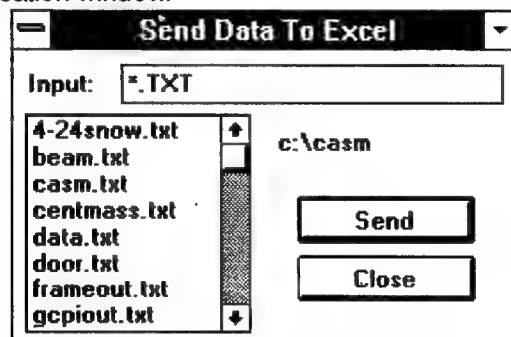 Send Data To Excel
Input: *.TXT
4-24snow.txt
beam.txt
casm.txt
centmass.txt
data.txt
door.txt
frameout.txt
gcpiout.txt
c:\casm
Send
Close